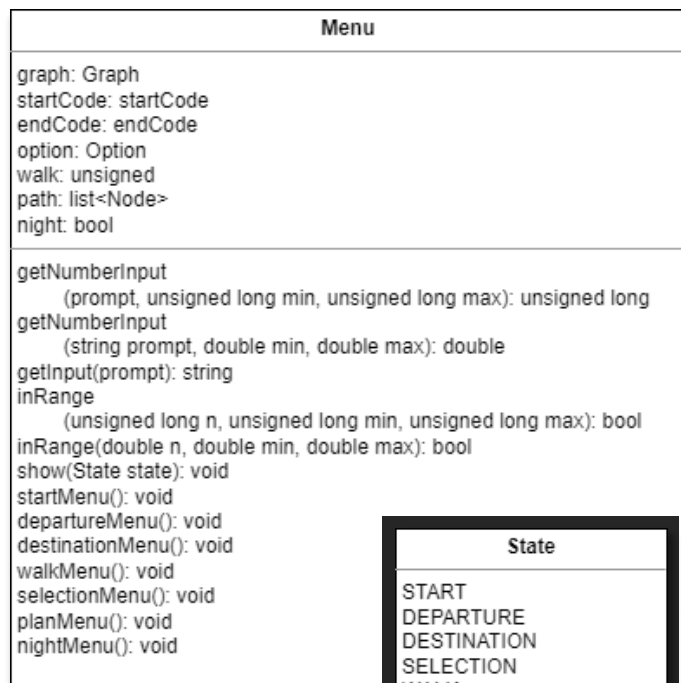 Menu
graph: Graph
startCode: startCode
endCode: endCode
option: Option
walk: unsigned
path: list<Node>
night: bool
getNumberInput
(prompt, unsigned long min, unsigned long max): unsigned long
getNumberInput
(string prompt, double min, double max): double
getInput(prompt): string
inRange
(unsigned long n, unsigned long min, unsigned long max): bool
inRange(double n, double min, double max): bool
show(State state): void
startMenu(): void
departureMenu(): void
destinationMenu(): void
walkMenu(): void
selectionMenu(): void
planMenu(): void
nightMenu(): void
State
START
DEPARTURE
DESTINATION
SELECTION